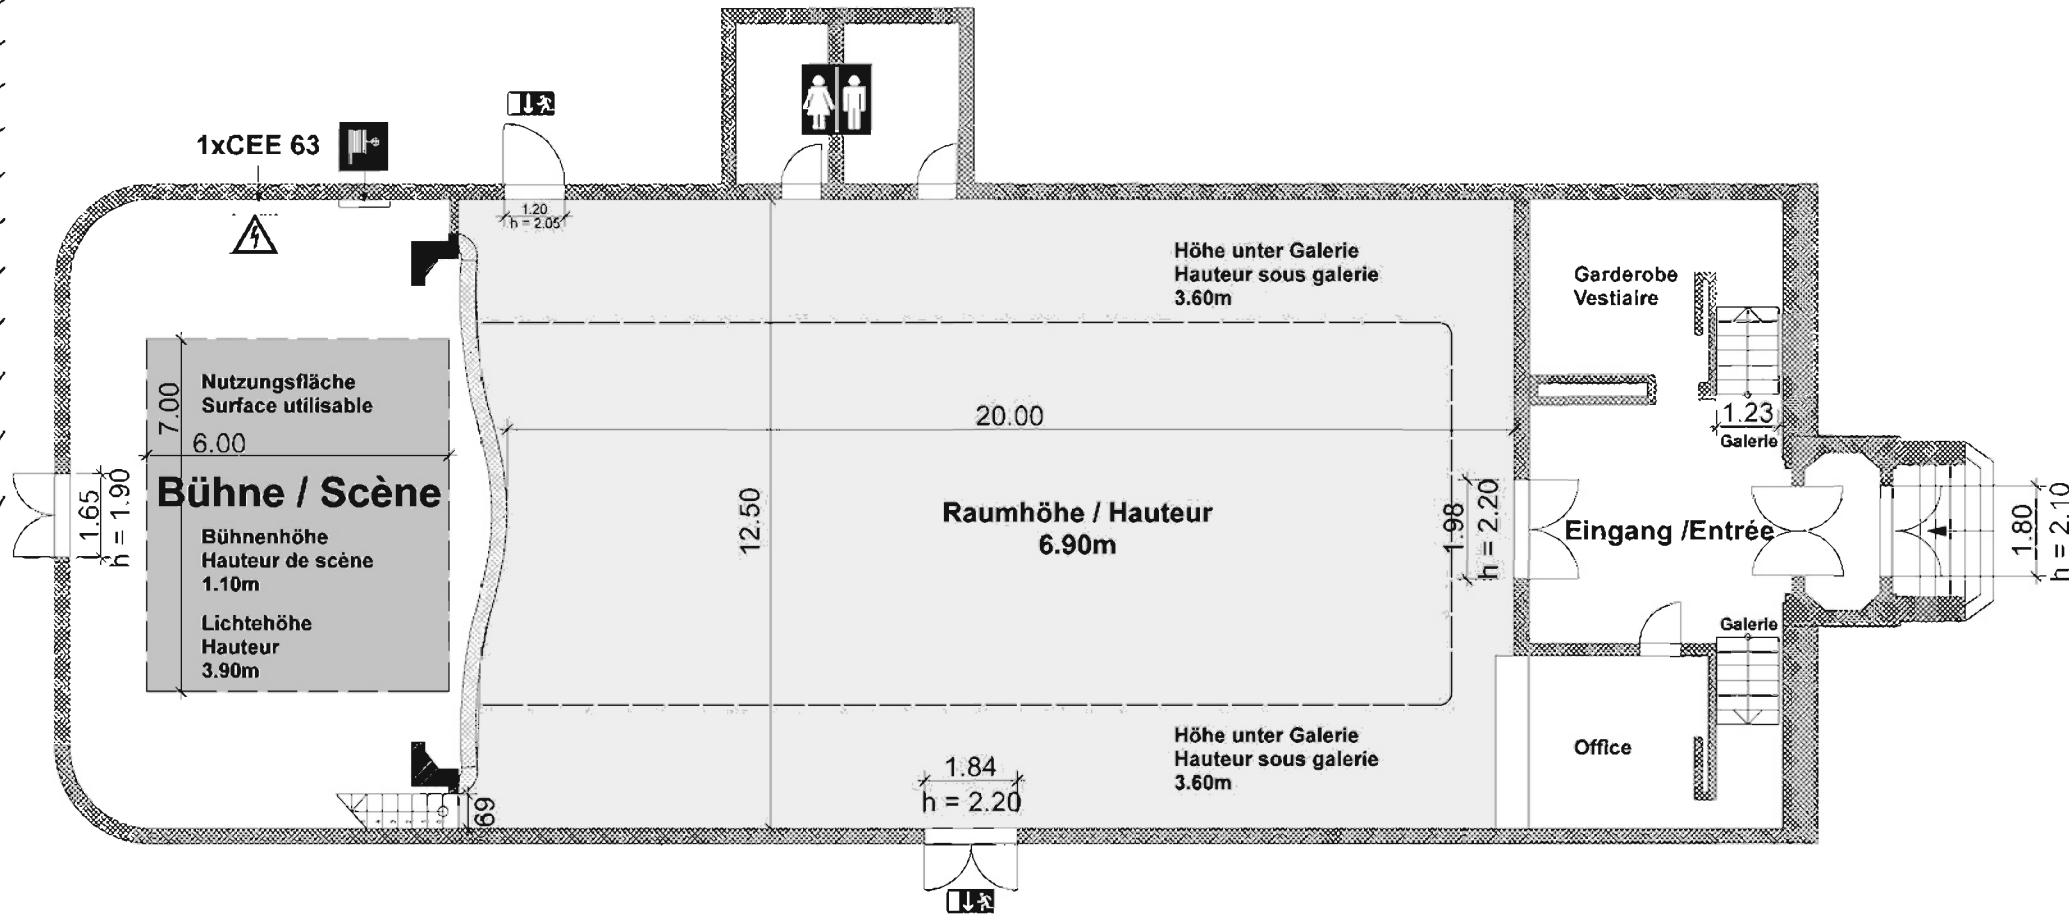 1xCEE 63
1.20
h = 2.05
Höhe unter Galerie
Hauteur sous galerie
3.60m
Garderobe
Vestiaire
Nutzungsfläche
Surface utilisable
7.00
6.00
20.00
1.23
Galerie
Bühne / Scène
1.65
h = 1.90
Bühnenhöhe
Hauteur de scène
1.10m
Lichtehöhe
Hauteur
3.90m
12.50
Raumhöhe / Hauteur
6.90m
1.98
h = 2.20
Eingang /Entrée
1.80
h = 2.10
Galerie
Höhe unter Galerie
Hauteur sous galerie
3.60m
Office
1.84
h = 2.20
69